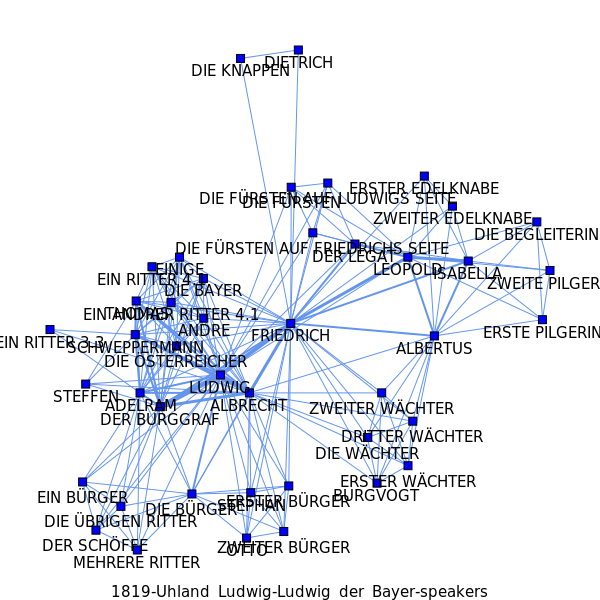 DIETRICH
DIE KNAPPEN
ERSTER EDELKNABE
DIE FÜRSTEN AUF LUDWIGS SEITE
DIE FÜRSTEN
ZWEITER EDELKNABE
DIE BEGLEITERIN
DIE FÜRSTEN AUF FRIEDRICHS SEITE
DER LEGAT
EINIGE
LEOPOLD
ISABELLA
EIN RITTER 4.
ZWEITE PILGER
DIE BAYER
EIN ANDRER RITTER 4.1
THOMAS
ANDRE
FRIEDRICH
ERSTE PILGERIN
EIN RITTER 3.3
SCHWEPPERMANN
ALBERTUS
DIE ÖSTERREICHER
LUDWIG
STEFFEN
ADELRAM
ALBRECHT
ZWEITER WÄCHTER
DER BURGGRAF
DRITTER WÄCHTER
DIE WÄCHTER
ERSTER WÄCHTER
BURGVOGT
EIN BÜRGER
ERSTER BÜRGER
STEPHAN
DIE BÜRGER
DIE ÜBRIGEN RITTER
DER SCHÖFFE
ZWEITER BÜRGER
OTTO
MEHRERE RITTER
1819-Uhland Ludwig-Ludwig der Bayer-speakers